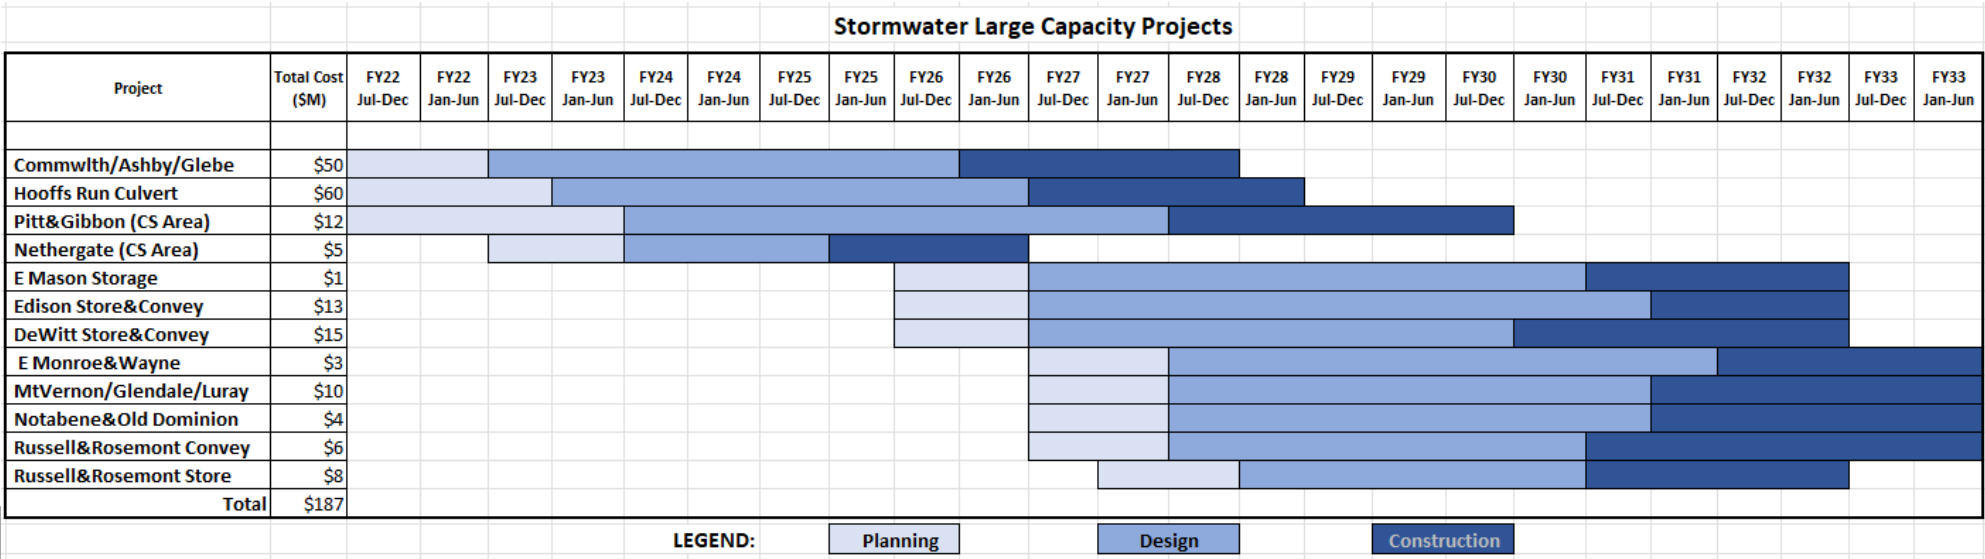 Stormwater Large Capacity Projects
Project Total Cost ($M) FY22 Jul-Dec FY22 Jan-Jun FY23 Jul-Dec FY23 Jan-Jun FY24 Jul-Dec FY24 Jan-Jun FY25 Jul-Dec FY25 Jan-Jun FY26 Jul-Dec FY26 Jan-Jun FY27 Jul-Dec FY27 Jan-Jun FY28 Jul-Dec FY28 Jan-Jun FY29 Jul-Dec FY29 Jan-Jun FY30 Jul-Dec FY30 Jan-Jun FY31 Jul-Dec FY31 Jan-Jun FY32 Jul-Dec FY32 Jan-Jun FY33 Jul-Dec FY33 Jan-Jun
Commwlth/Ashby/Glebe $50
Hooffs Run Culvert $60
Pitt&Gibbon (CS Area) $12
Nethergate (CS Area) $5
E Mason Storage $1
Edison Store&Convey $13
DeWitt Store&Convey $15
E Monroe&Wayne $3
MtVernon/Glendale/Luray $10
Notabene&Old Dominion $4
Russell&Rosemont Convey $6
Russell&Rosemont Store $8
Total $187
LEGEND: Planning Design Construction